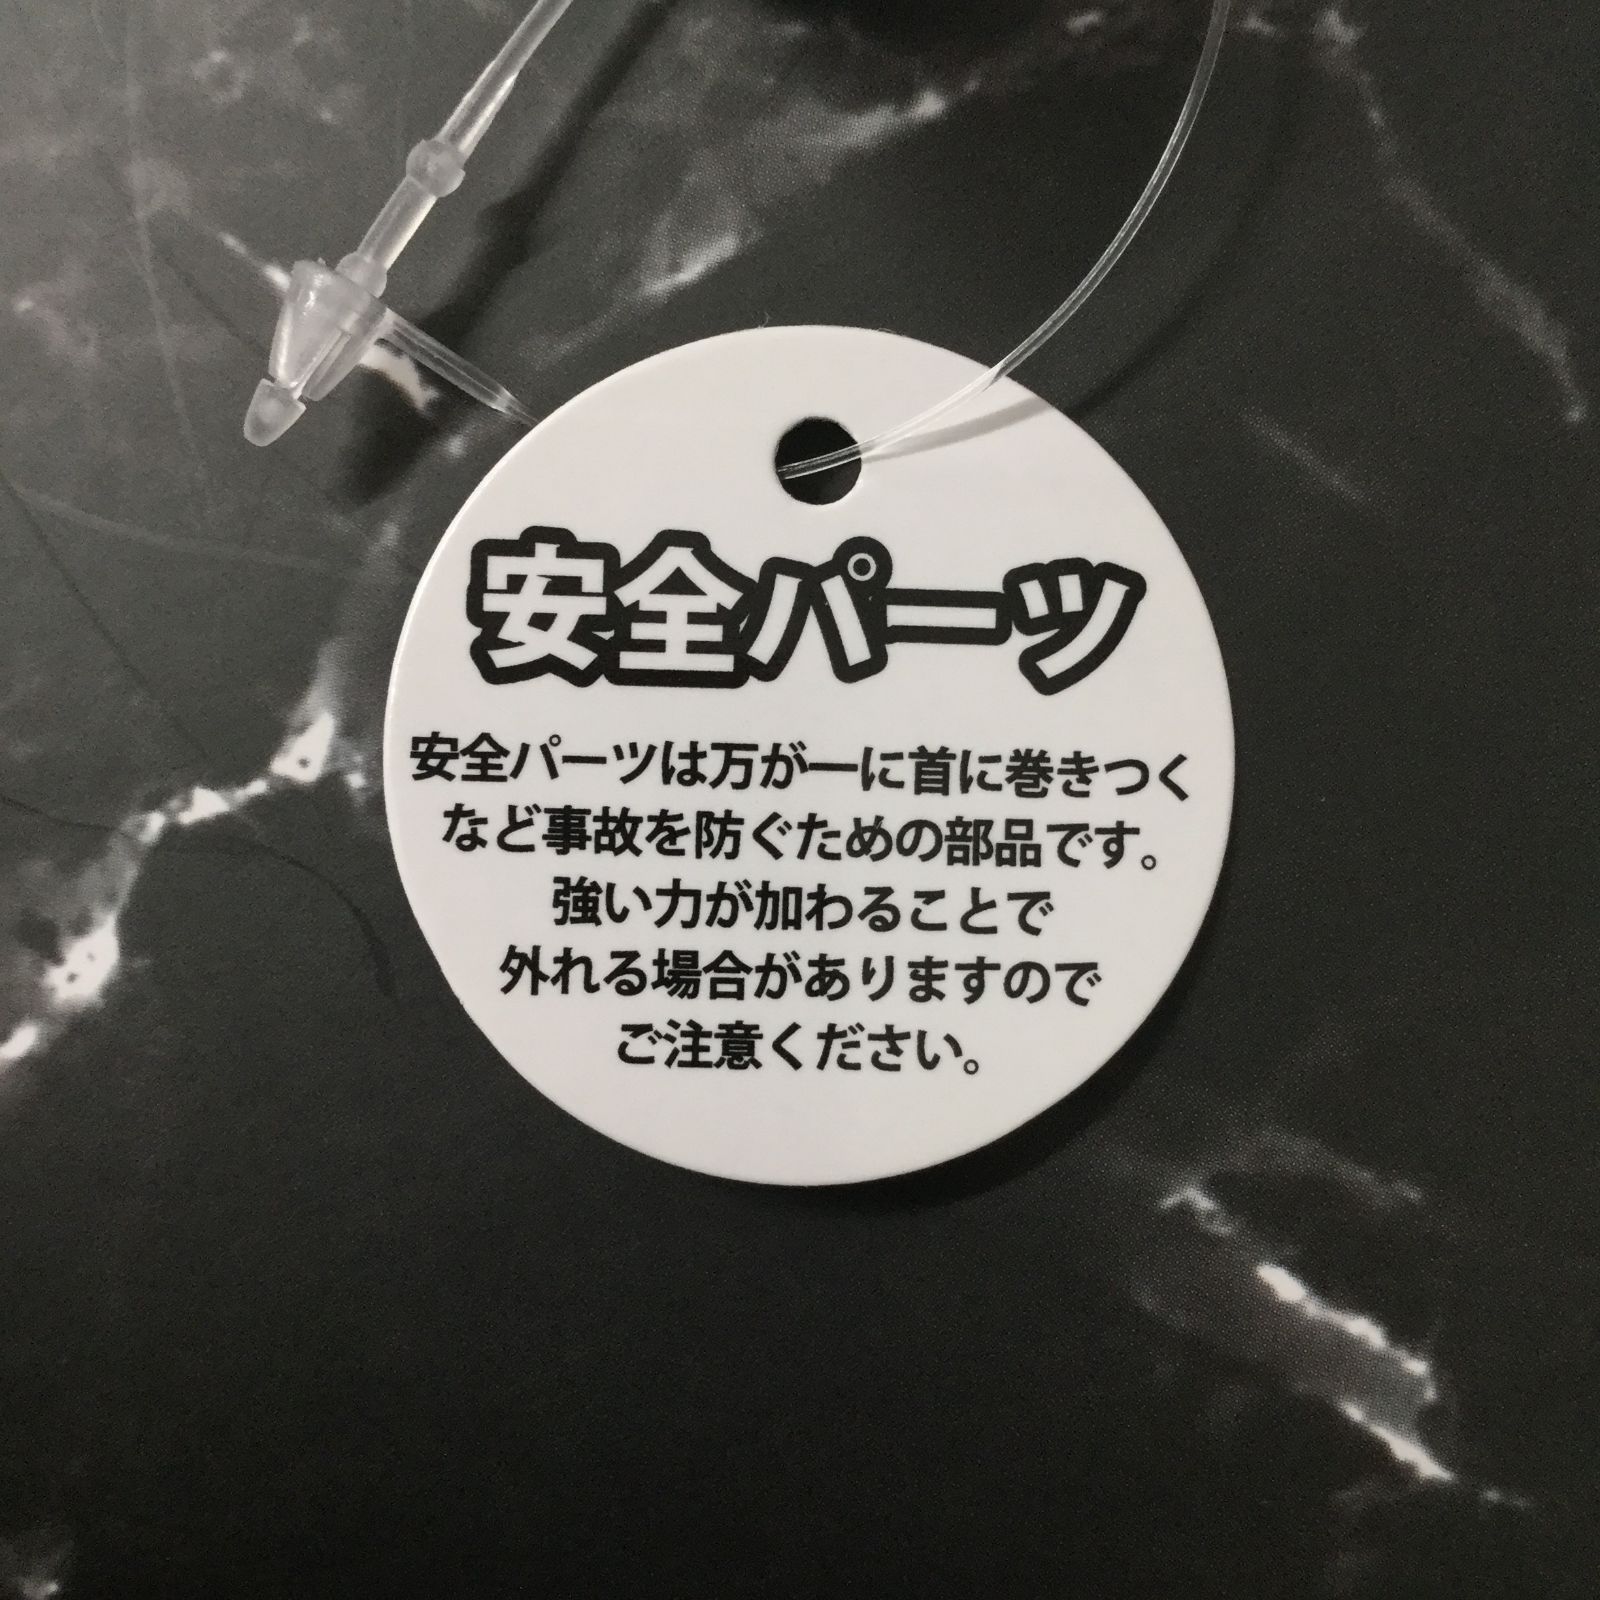 安全パーツ
安全パーツは万が一に首に巻きつく
など事故を防ぐための部品です。
強い力が加わることで
外れる場合がありますので
ご注意ください。